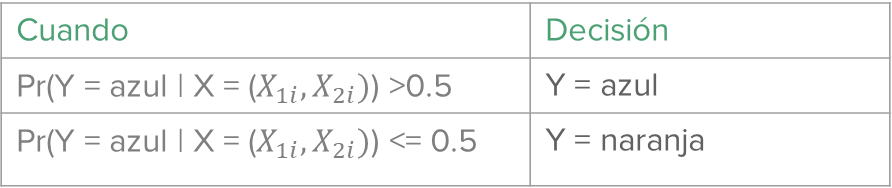 Cuando Decisión
Pr(Y = azul | X = (X₁ᵢ, X₂ᵢ)) >0.5 Y = azul
Pr(Y = azul | X = (X₁ᵢ, X₂ᵢ)) <= 0.5 Y = naranja